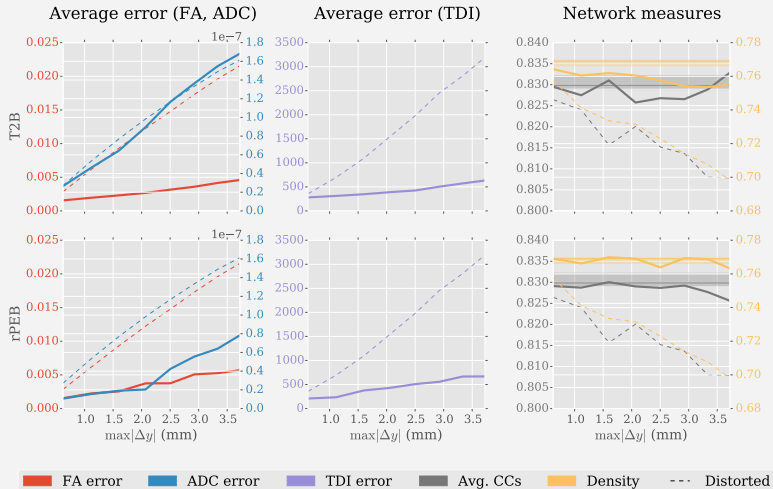 Average error (FA, ADC) Average error (TDI) Network measures
1e−7
T2B
0.025 0.020 0.015 0.010 0.005 0.000
1.8 1.6 1.4 1.2 1.0 0.8 0.6 0.4 0.2 0.0
3500 3000 2500 2000 1500 1000 500 0
0.840 0.835 0.830 0.825 0.820 0.815 0.810 0.805 0.800
0.78 0.76 0.74 0.72 0.70 0.68
1e−7
rPEB
0.025 0.020 0.015 0.010 0.005 0.000
1.8 1.6 1.4 1.2 1.0 0.8 0.6 0.4 0.2 0.0
3500 3000 2500 2000 1500 1000 500 0
0.840 0.835 0.830 0.825 0.820 0.815 0.810 0.805 0.800
0.78 0.76 0.74 0.72 0.70 0.68
1.0 1.5 2.0 2.5 3.0 3.5 1.0 1.5 2.0 2.5 3.0 3.5 1.0 1.5 2.0 2.5 3.0 3.5
max|Δy| (mm) max|Δy| (mm) max|Δy| (mm)
FA error ADC error TDI error Avg. CCs Density Distorted